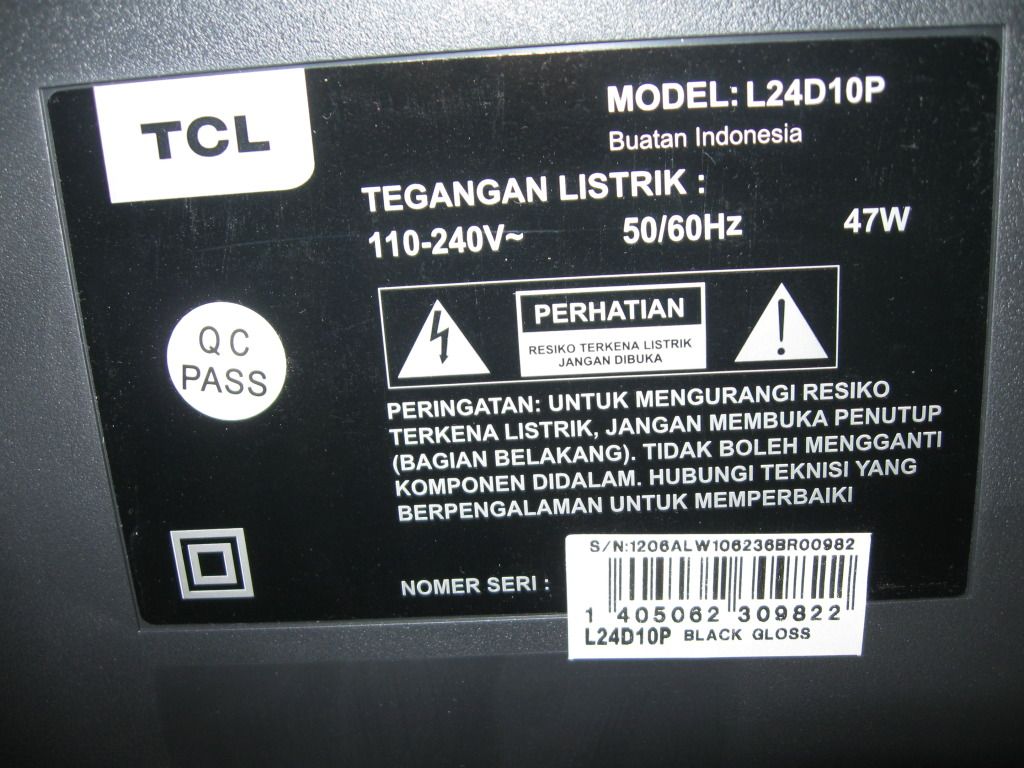 TCL
MODEL: L24D10P
Buatan Indonesia
TEGANGAN LISTRIK :
110-240V~ 50/60Hz 47W
PERHATIAN
RESIKO TERKENA LISTRIK
JANGAN DIBUKA
QC
PASS
PERINGATAN: UNTUK MENGURANGI RESIKO
TERKENA LISTRIK, JANGAN MEMBUKA PENUTUP
(BAGIAN BELAKANG). TIDAK BOLEH MENGGANTI
KOMPONEN DIDALAM. HUBUNGI TEKNISI YANG
BERPENGALAMAN UNTUK MEMPERBAIKI
NOMER SERI :
S/N:1206ALW106236BR00982
1 405062 309822
L24D10P BLACK GLOSS